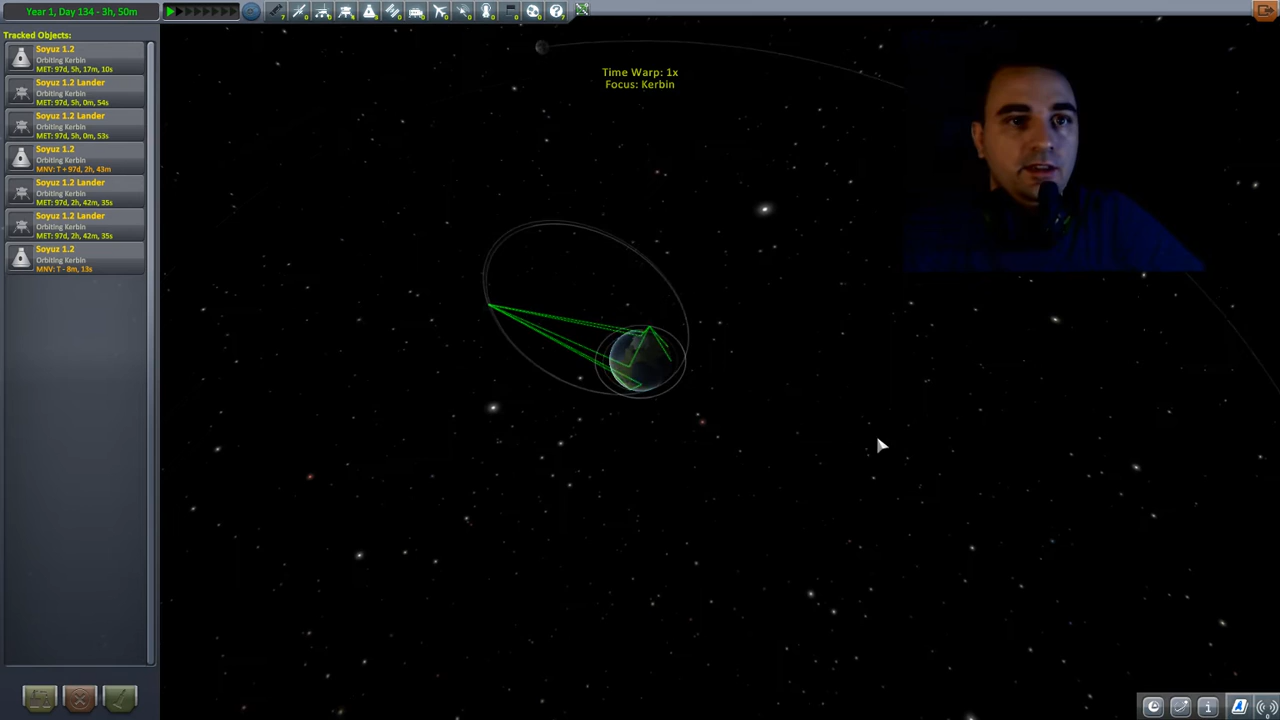 Year 1, Day 134 - 3h, 50m
Tracked Objects:
Soyuz 1.2
Orbiting Kerbin
MET: 97d, 5h, 17m, 10s
Soyuz 1.2 Lander
Orbiting Kerbin
MET: 97d, 5h, 0m, 54s
Soyuz 1.2 Lander
Orbiting Kerbin
MET: 97d, 5h, 0m, 53s
Soyuz 1.2
Orbiting Kerbin
MNV: T + 97d, 2h, 43m
Soyuz 1.2 Lander
Orbiting Kerbin
MET: 97d, 2h, 42m, 35s
Soyuz 1.2 Lander
Orbiting Kerbin
MET: 97d, 2h, 42m, 35s
Soyuz 1.2
Orbiting Kerbin
MNV: T - 8m, 13s
Time Warp: 1x
Focus: Kerbin